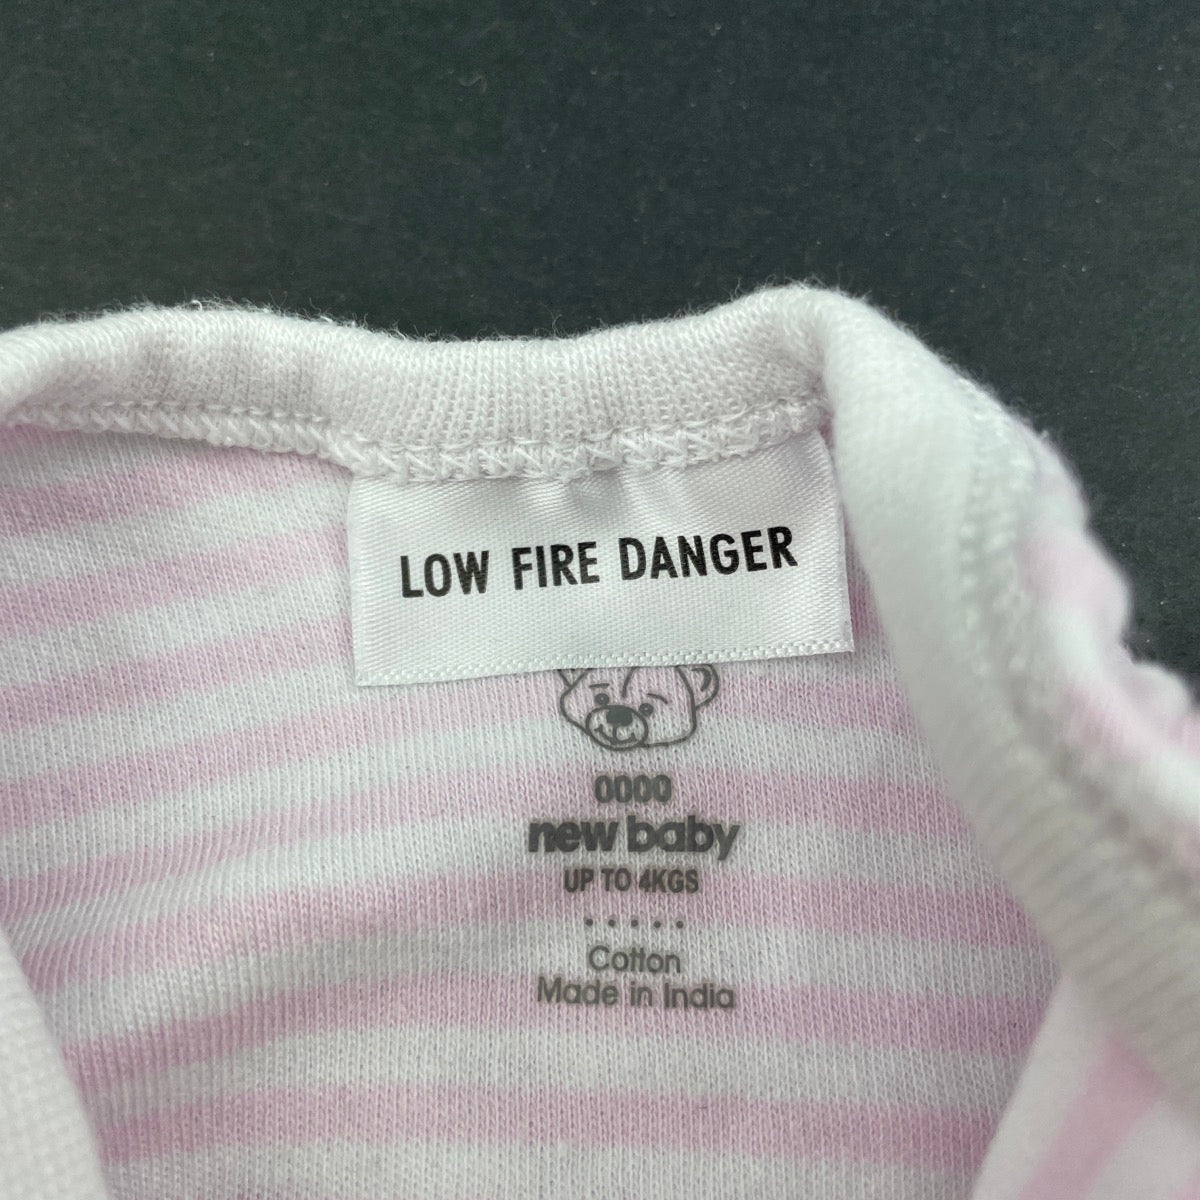 LOW FIRE DANGER
0000
new baby
UP TO 4KGS
.....
Cotton
Made in India